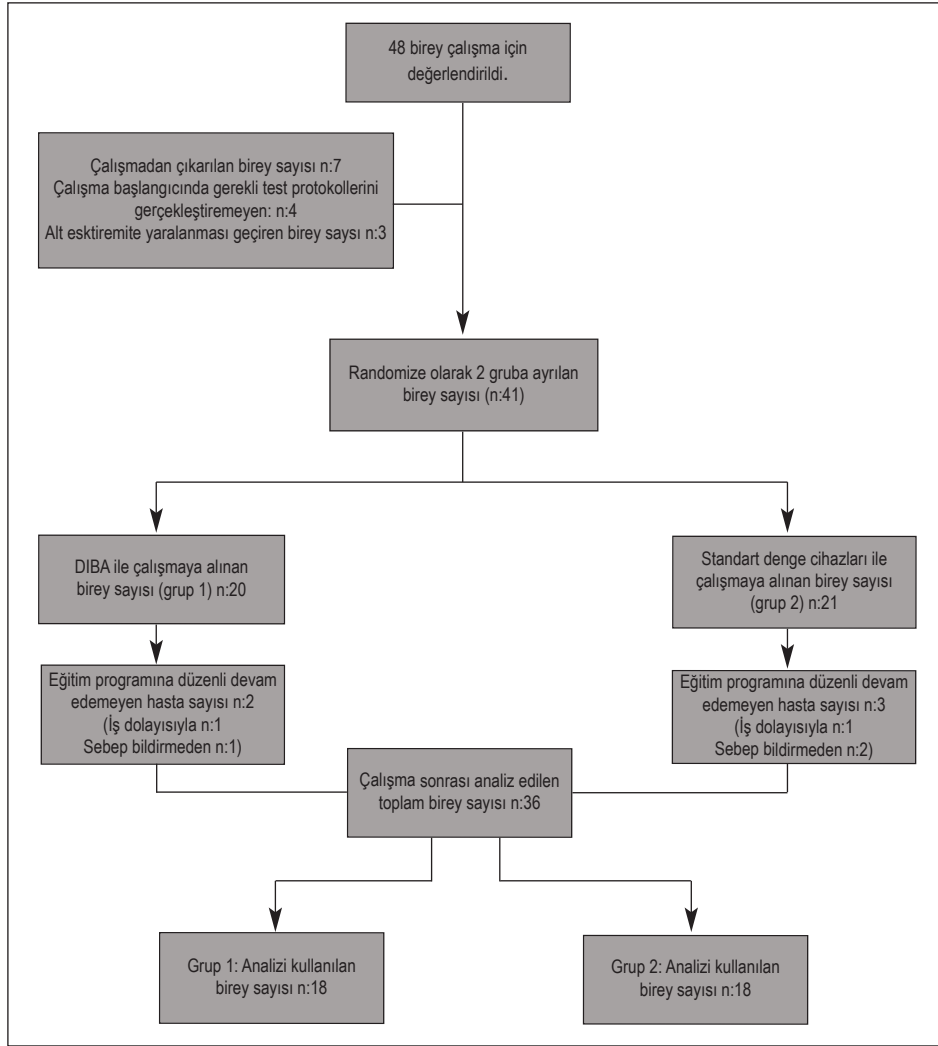 48 birey çalışma için
değerlendirildi.
Çalışmadan çıkarılan birey sayısı n:7
Çalışma başlangıcında gerekli test protokollerini
gerçekleştiremeyen: n:4
Alt esktiremite yaralanması geçiren birey saysı n:3
Randomize olarak 2 gruba ayrılan
birey sayısı (n:41)
DIBA ile çalışmaya alınan
birey sayısı (grup 1) n:20
Standart denge cihazları ile
çalışmaya alınan birey sayısı
(grup 2) n:21
Eğitim programına düzenli devam
edemeyen hasta sayısı n:2
(İş dolayısıyla n:1
Sebep bildirmeden n:1)
Eğitim programına düzenli devam
edemeyen hasta sayısı n:3
(İş dolayısıyla n:1
Sebep bildirmeden n:2)
Çalışma sonrası analiz edilen
toplam birey sayısı n:36
Grup 1: Analizi kullanılan
birey sayısı n:18
Grup 2: Analizi kullanılan
birey sayısı n:18